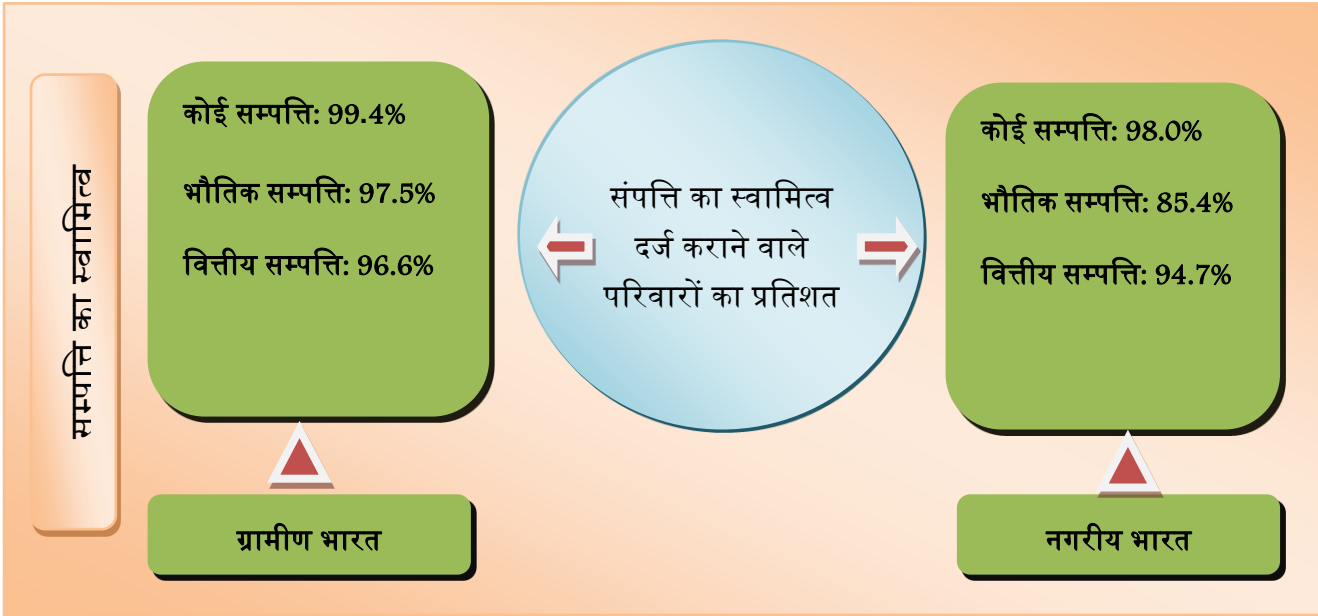 सम्पत्ति का स्वामित्व
कोई सम्पत्ति: 99.4%
भौतिक सम्पत्ति: 97.5%
वित्तीय सम्पत्ति: 96.6%
ग्रामीण भारत
संपत्ति का स्वामित्व
दर्ज कराने वाले
परिवारों का प्रतिशत
कोई सम्पत्ति: 98.0%
भौतिक सम्पत्ति: 85.4%
वित्तीय सम्पत्ति: 94.7%
नगरीय भारत